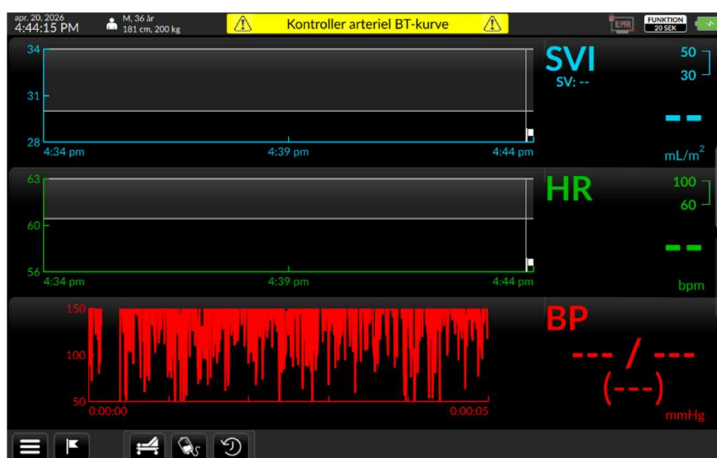 apr. 20, 2026
4:44:15 PM
M, 36 år
181 cm, 200 kg
Kontroller arteriel BT-kurve
EMR
FUNKTION
20 SEK
34
31
28
4:34 pm 4:39 pm 4:44 pm
SVI
SV: --
50
30
--
mL/m²
63
60
56
4:34 pm 4:39 pm 4:44 pm
HR
100
60
--
bpm
150
100
50
0:00:00 0:00:05
BP
--- / ---
(---)
mmHg